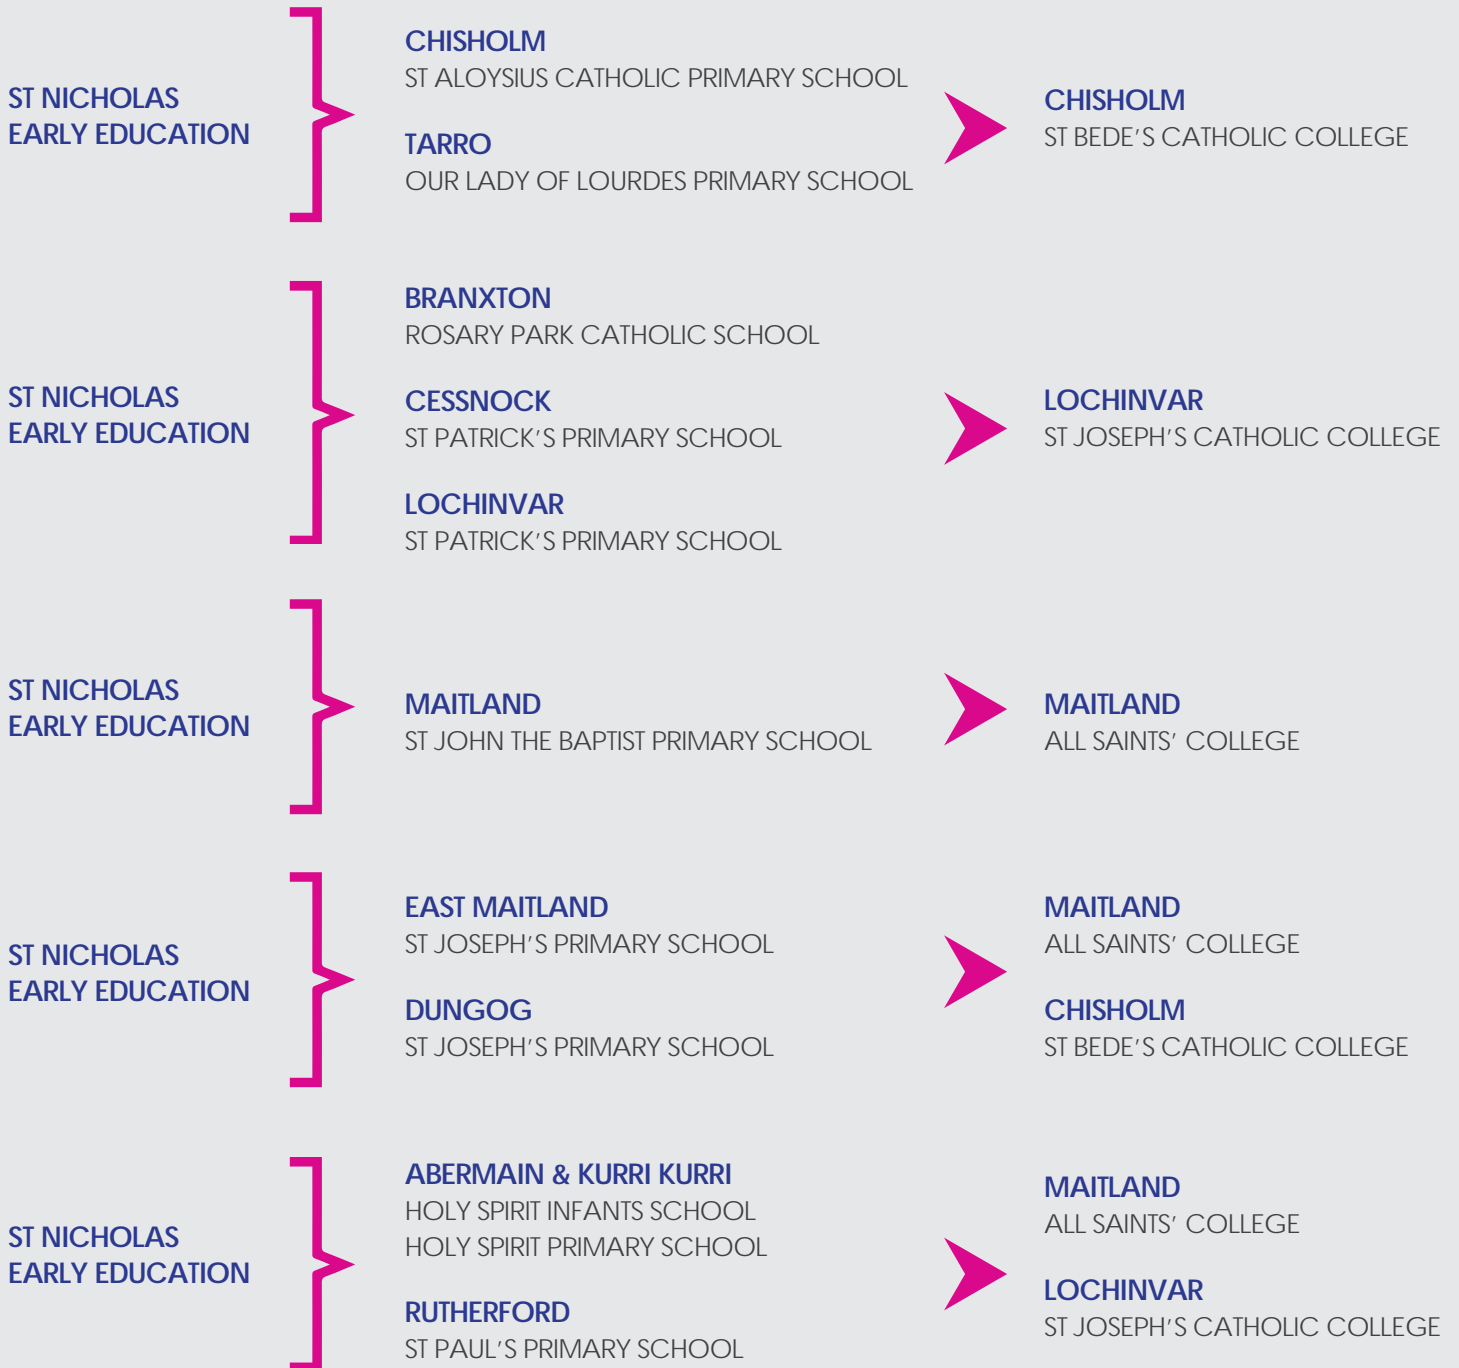 ST NICHOLAS
EARLY EDUCATION
CHISHOLM
ST ALOYSIUS CATHOLIC PRIMARY SCHOOL
TARRO
OUR LADY OF LOURDES PRIMARY SCHOOL
CHISHOLM
ST BEDE'S CATHOLIC COLLEGE
ST NICHOLAS
EARLY EDUCATION
BRANXTON
ROSARY PARK CATHOLIC SCHOOL
CESSNOCK
ST PATRICK'S PRIMARY SCHOOL
LOCHINVAR
ST PATRICK'S PRIMARY SCHOOL
LOCHINVAR
ST JOSEPH'S CATHOLIC COLLEGE
ST NICHOLAS
EARLY EDUCATION
MAITLAND
ST JOHN THE BAPTIST PRIMARY SCHOOL
MAITLAND
ALL SAINTS' COLLEGE
ST NICHOLAS
EARLY EDUCATION
EAST MAITLAND
ST JOSEPH'S PRIMARY SCHOOL
DUNGOG
ST JOSEPH'S PRIMARY SCHOOL
MAITLAND
ALL SAINTS' COLLEGE
CHISHOLM
ST BEDE'S CATHOLIC COLLEGE
ST NICHOLAS
EARLY EDUCATION
ABERMAIN & KURRI KURRI
HOLY SPIRIT INFANTS SCHOOL
HOLY SPIRIT PRIMARY SCHOOL
RUTHERFORD
ST PAUL'S PRIMARY SCHOOL
MAITLAND
ALL SAINTS' COLLEGE
LOCHINVAR
ST JOSEPH'S CATHOLIC COLLEGE